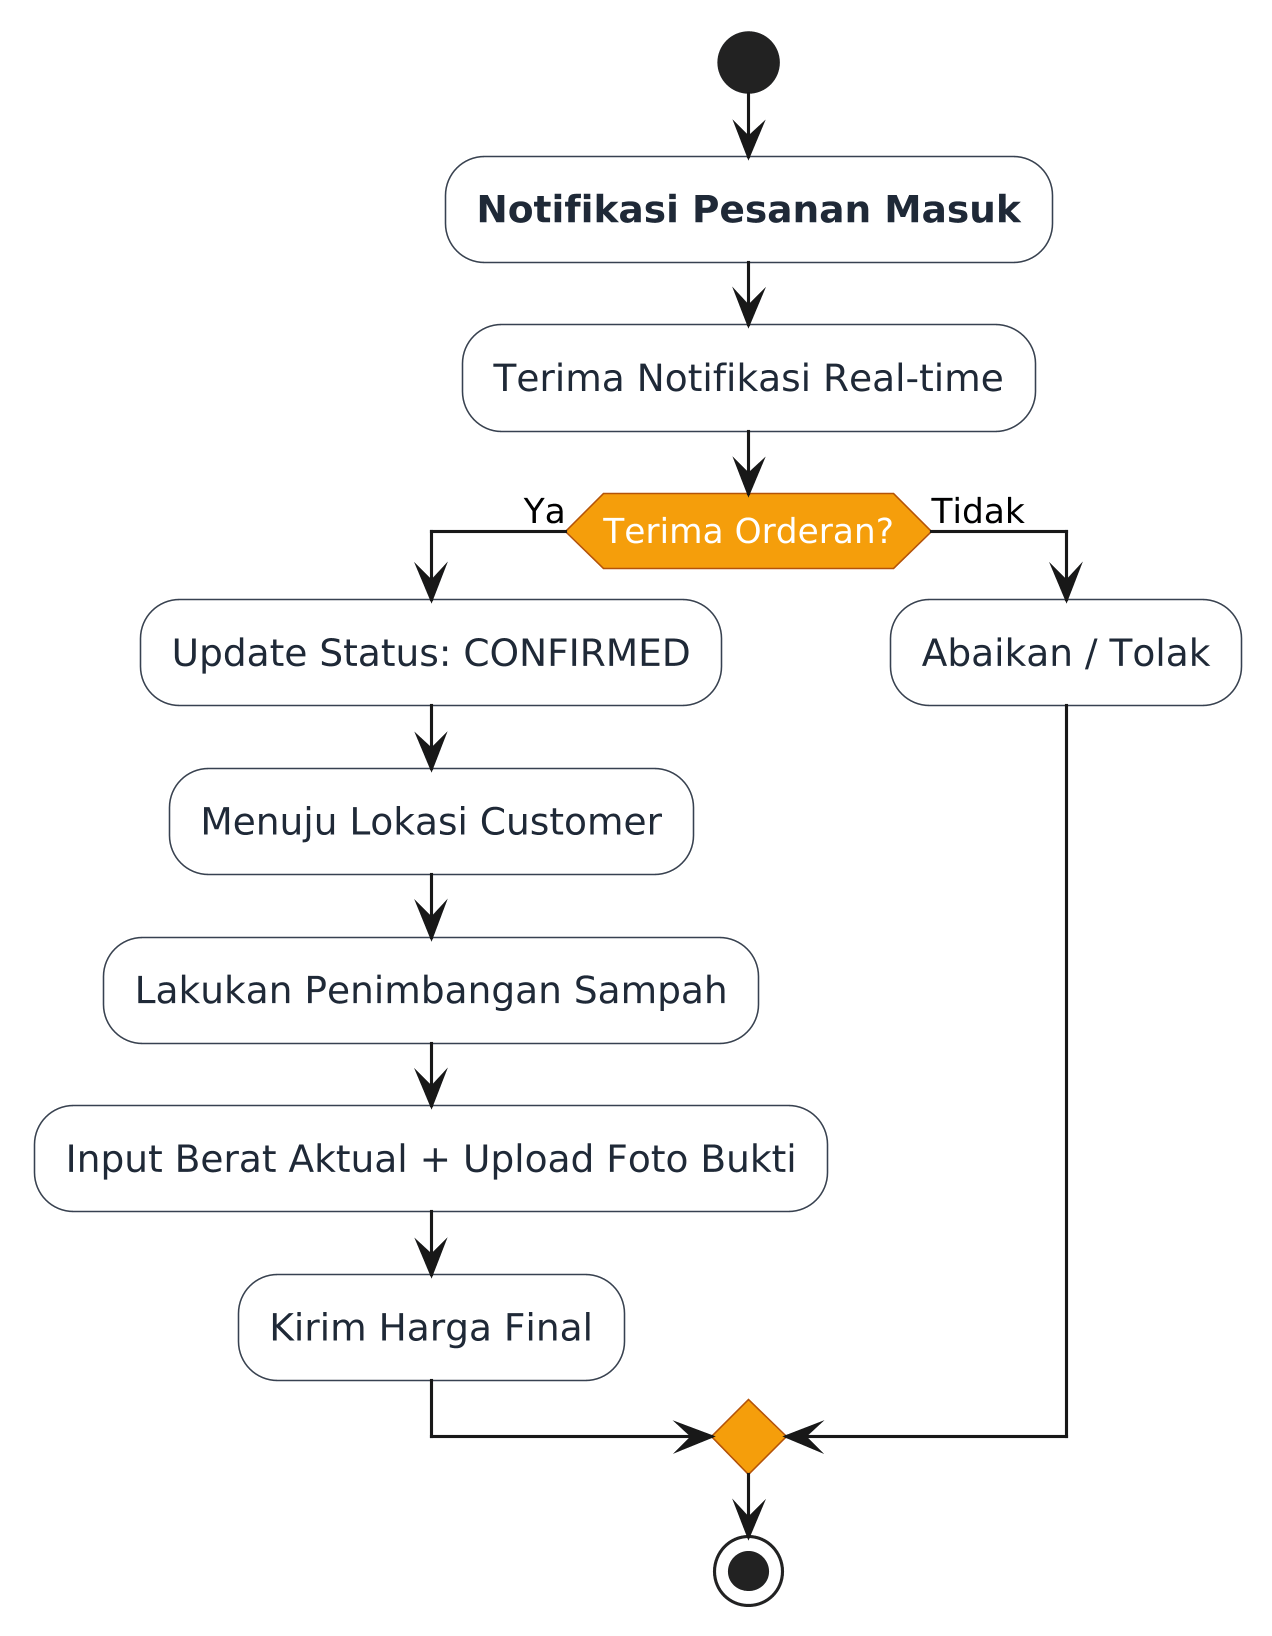 Notifikasi Pesanan Masuk
Terima Notifikasi Real-time
Ya
Terima Orderan?
Tidak
Update Status: CONFIRMED
Abaikan / Tolak
Menuju Lokasi Customer
Lakukan Penimbangan Sampah
Input Berat Aktual + Upload Foto Bukti
Kirim Harga Final